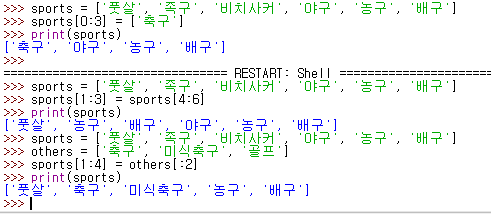 >>> sports = ['풋살', '족구', '비치사커', '야구', '농구', '배구']
>>> sports[0:3] = ['축구']
>>> print(sports)
['축구', '야구', '농구', '배구']
>>>
=============================== RESTART: Shell ===============================
>>> sports = ['풋살', '족구', '비치사커', '야구', '농구', '배구']
>>> sports[1:3] = sports[4:6]
>>> print(sports)
['풋살', '농구', '배구', '야구', '농구', '배구']
>>> sports = ['풋살', '족구', '비치사커', '야구', '농구', '배구']
>>> others = ['축구', '미식축구', '골프']
>>> sports[1:4] = others[:2]
>>> print(sports)
['풋살', '축구', '미식축구', '농구', '배구']
>>>